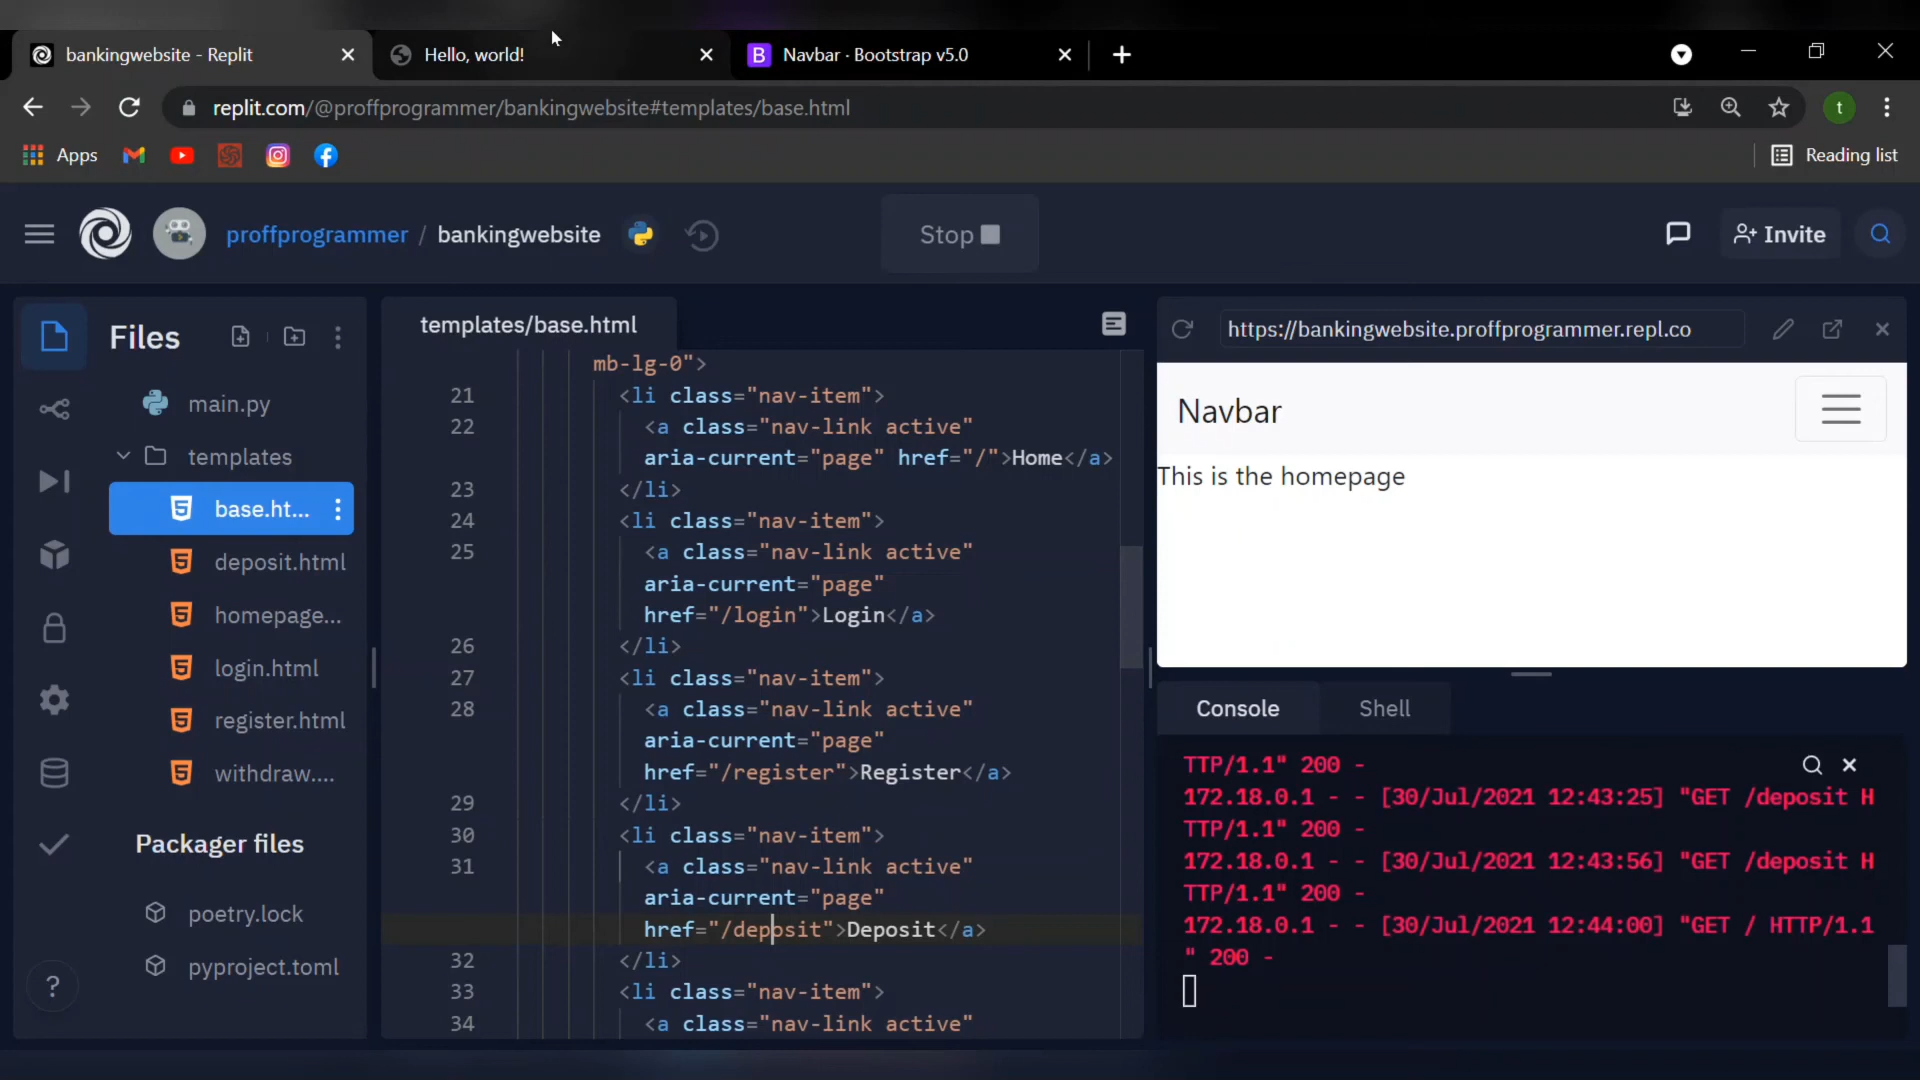 bankingwebsite - Replit
Hello, world!
B Navbar · Bootstrap v5.0
replit.com/@proffprogrammer/bankingwebsite#templates/base.html
t
Apps
Reading list
proffprogrammer / bankingwebsite
Stop
Invite
Files
main.py
templates
base.ht...
deposit.html
homepage...
login.html
register.html
withdraw....
Packager files
poetry.lock
pyproject.toml
?
templates/base.html
mb-lg-0">
21 <li class="nav-item">
22 <a class="nav-link active"
aria-current="page" href="/">Home</a>
23 </li>
24 <li class="nav-item">
25 <a class="nav-link active"
aria-current="page"
href="/login">Login</a>
26 </li>
27 <li class="nav-item">
28 <a class="nav-link active"
aria-current="page"
href="/register">Register</a>
29 </li>
30 <li class="nav-item">
31 <a class="nav-link active"
aria-current="page"
href="/deposit">Deposit</a>
32 </li>
33 <li class="nav-item">
34 <a class="nav-link active"
https://bankingwebsite.proffprogrammer.repl.co
Navbar
This is the homepage
Console Shell
TTP/1.1" 200 -
172.18.0.1 - - [30/Jul/2021 12:43:25] "GET /deposit H
TTP/1.1" 200 -
172.18.0.1 - - [30/Jul/2021 12:43:56] "GET /deposit H
TTP/1.1" 200 -
172.18.0.1 - - [30/Jul/2021 12:44:00] "GET / HTTP/1.1
" 200 -